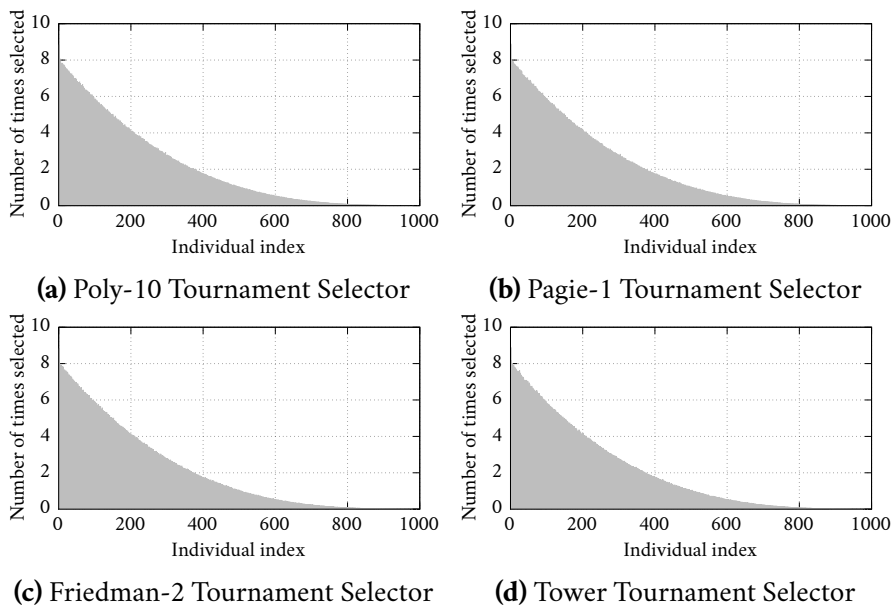 Number of times selected
10
8
6
4
2
0
0 200 400 600 800 1000
Individual index
(a) Poly-10 Tournament Selector
Number of times selected
10
8
6
4
2
0
0 200 400 600 800 1000
Individual index
(b) Pagie-1 Tournament Selector
Number of times selected
10
8
6
4
2
0
0 200 400 600 800 1000
Individual index
(c) Friedman-2 Tournament Selector
Number of times selected
10
8
6
4
2
0
0 200 400 600 800 1000
Individual index
(d) Tower Tournament Selector